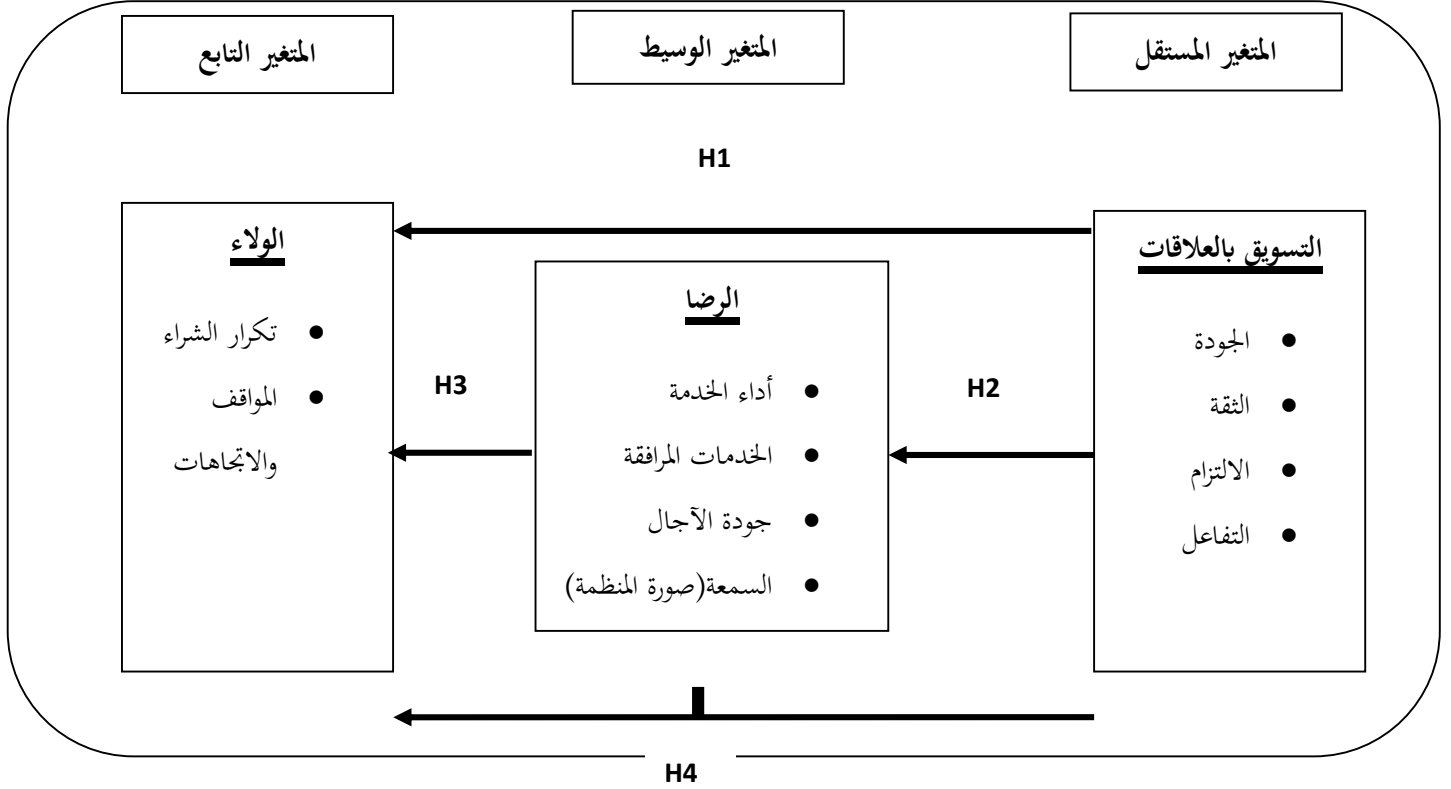 المتغير المستقل
المتغير الوسيط
المتغير التابع
H1
التسويق بالعلاقات
● الجودة
● الثقة
● الالتزام
● التفاعل
H2
الرضا
● أداء الخدمة
● الخدمات المرافقة
● جودة الآجال
● السمعة(صورة المنظمة)
H3
الولاء
● تكرار الشراء
● المواقف
والاتجاهات
H4